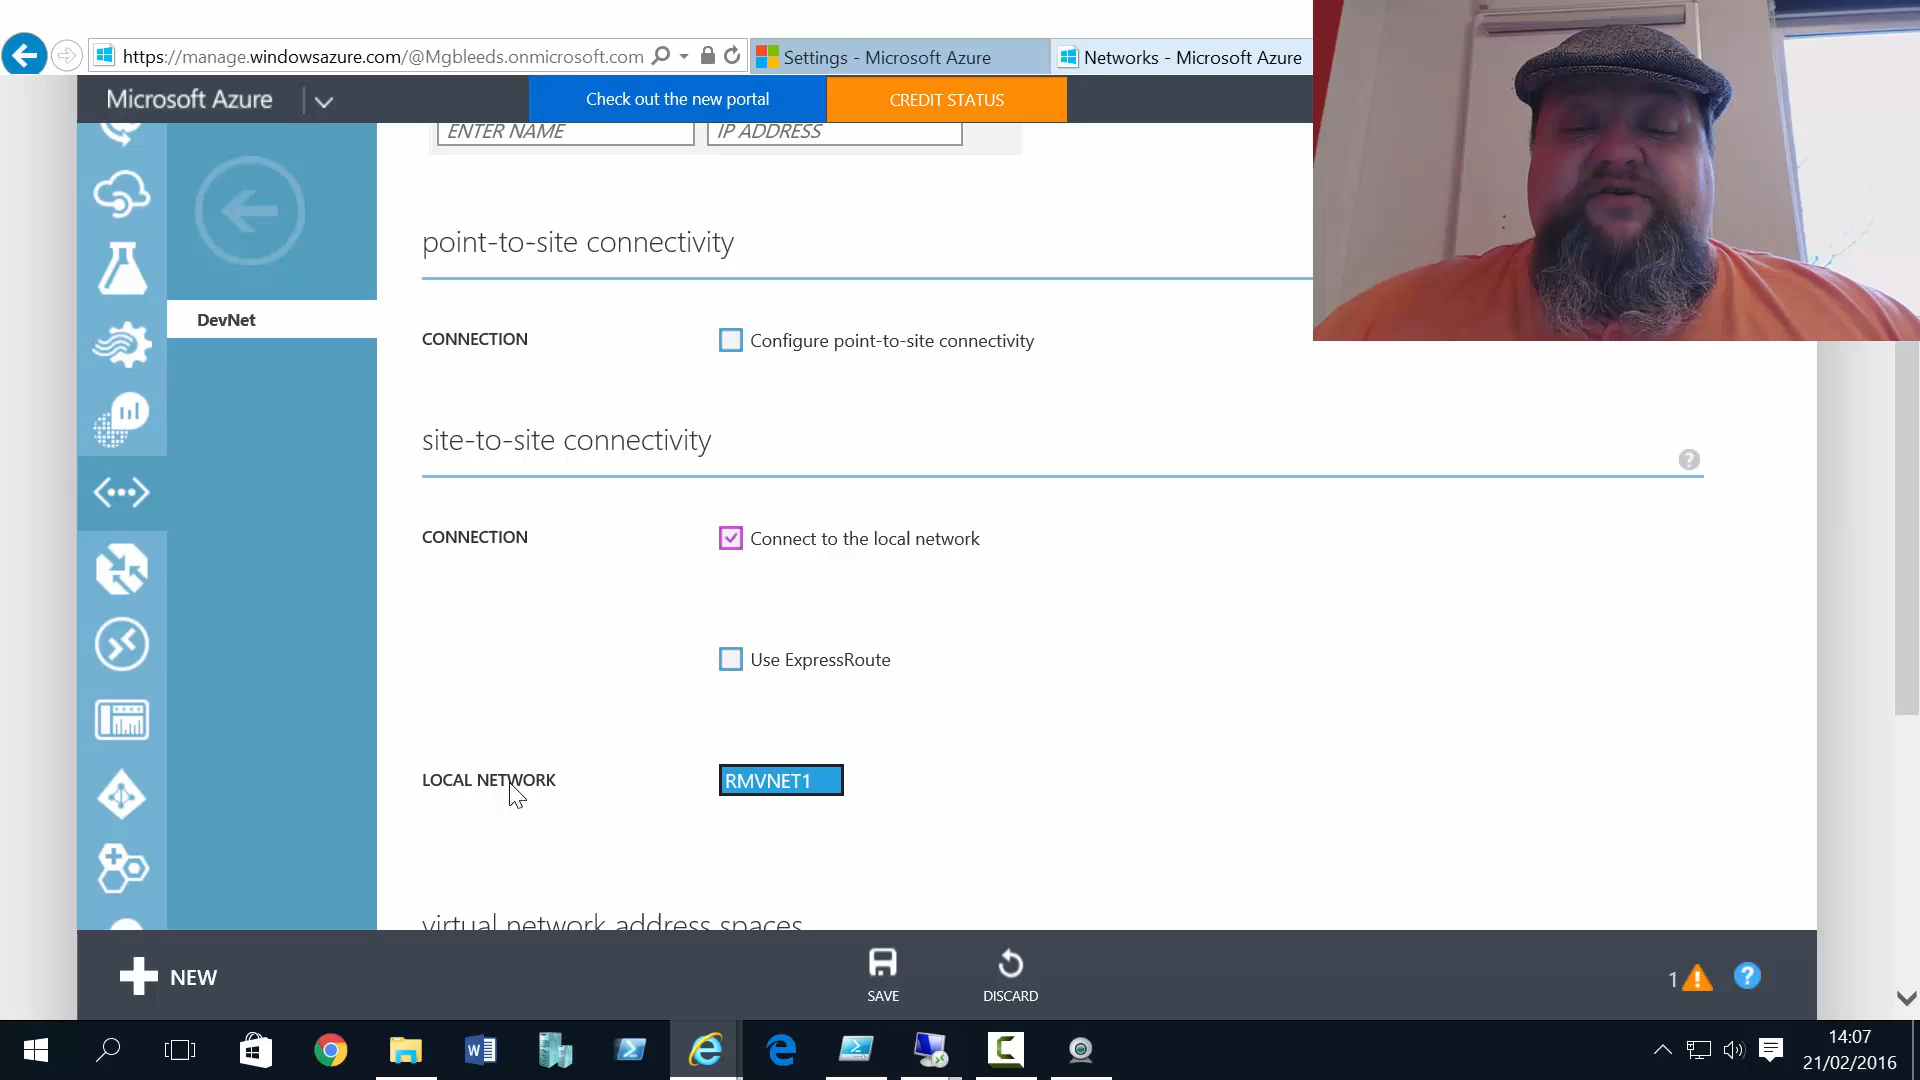 https://manage.windowsazure.com/@Mgbleeds.onmicrosoft.com
Settings - Microsoft Azure
Networks - Microsoft Azure
Microsoft Azure
Check out the new portal
CREDIT STATUS
ENTER NAME
IP ADDRESS
point-to-site connectivity
DevNet
CONNECTION
Configure point-to-site connectivity
site-to-site connectivity
?
CONNECTION
Connect to the local network
Use ExpressRoute
LOCAL NETWORK
RMVNET1
virtual network address spaces
NEW
SAVE
DISCARD
1
?
14:07
21/02/2016